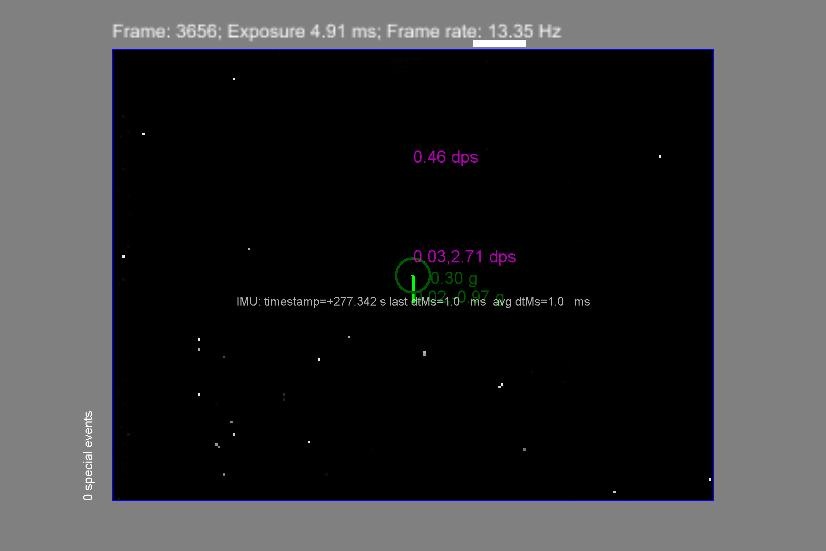 Frame: 3656; Exposure 4.91 ms; Frame rate: 13.35 Hz
0.46 dps
0.03,2.71 dps
0.30 g
0.97 g
IMU: timestamp=+277.342 s last dtMs=1.0 ms avg dtMs=1.0 ms
0 special events